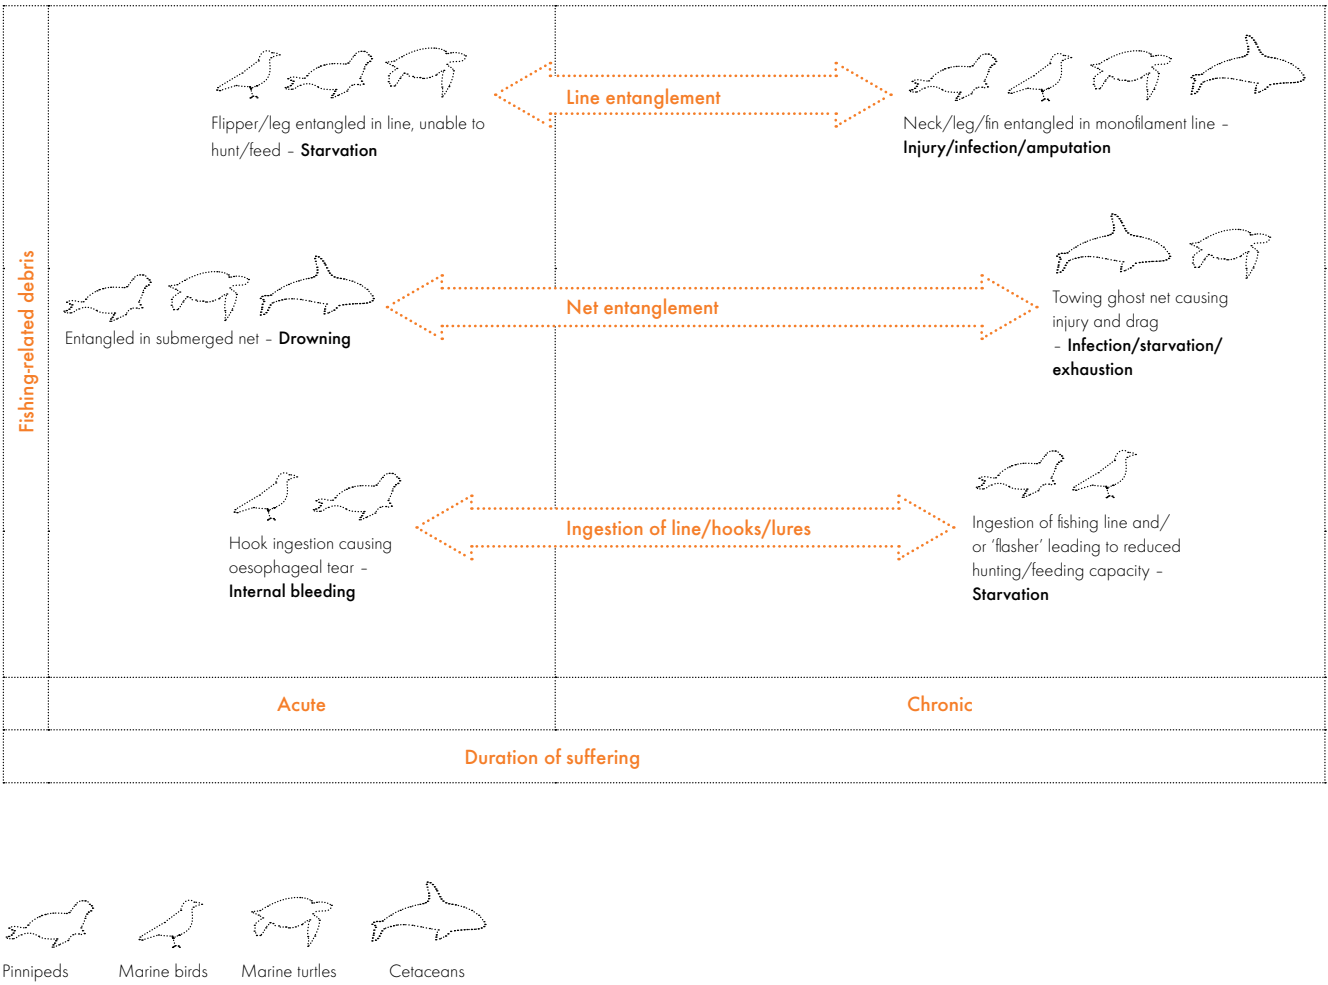 Fishing-related debris
Flipper/leg entangled in line, unable to
hunt/feed – Starvation
Line entanglement
Neck/leg/fin entangled in monofilament line –
Injury/infection/amputation
Entangled in submerged net – Drowning
Net entanglement
Towing ghost net causing
injury and drag
– Infection/starvation/
exhaustion
Hook ingestion causing
oesophageal tear –
Internal bleeding
Ingestion of line/hooks/lures
Ingestion of fishing line and/
or ‘flasher’ leading to reduced
hunting/feeding capacity –
Starvation
Acute
Chronic
Duration of suffering
Pinnipeds
Marine birds
Marine turtles
Cetaceans